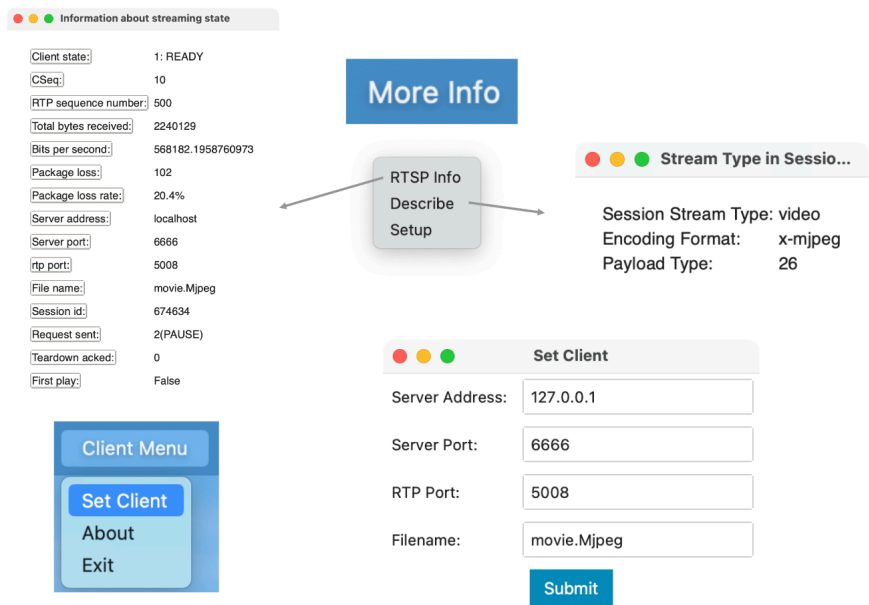 Information about streaming state
Client state: 1: READY
CSeq: 10
RTP sequence number: 500
Total bytes received: 2240129
Bits per second: 568182.1958760973
Package loss: 102
Package loss rate: 20.4%
Server address: localhost
Server port: 6666
rtp port: 5008
File name: movie.Mjpeg
Session id: 674634
Request sent: 2(PAUSE)
Teardown acked: 0
First play: False
More Info
RTSP Info
Describe
Setup
Stream Type in Sessio...
Session Stream Type: video
Encoding Format: x-mjpeg
Payload Type: 26
Client Menu
Set Client
About
Exit
Set Client
Server Address: 127.0.0.1
Server Port: 6666
RTP Port: 5008
Filename: movie.Mjpeg
Submit